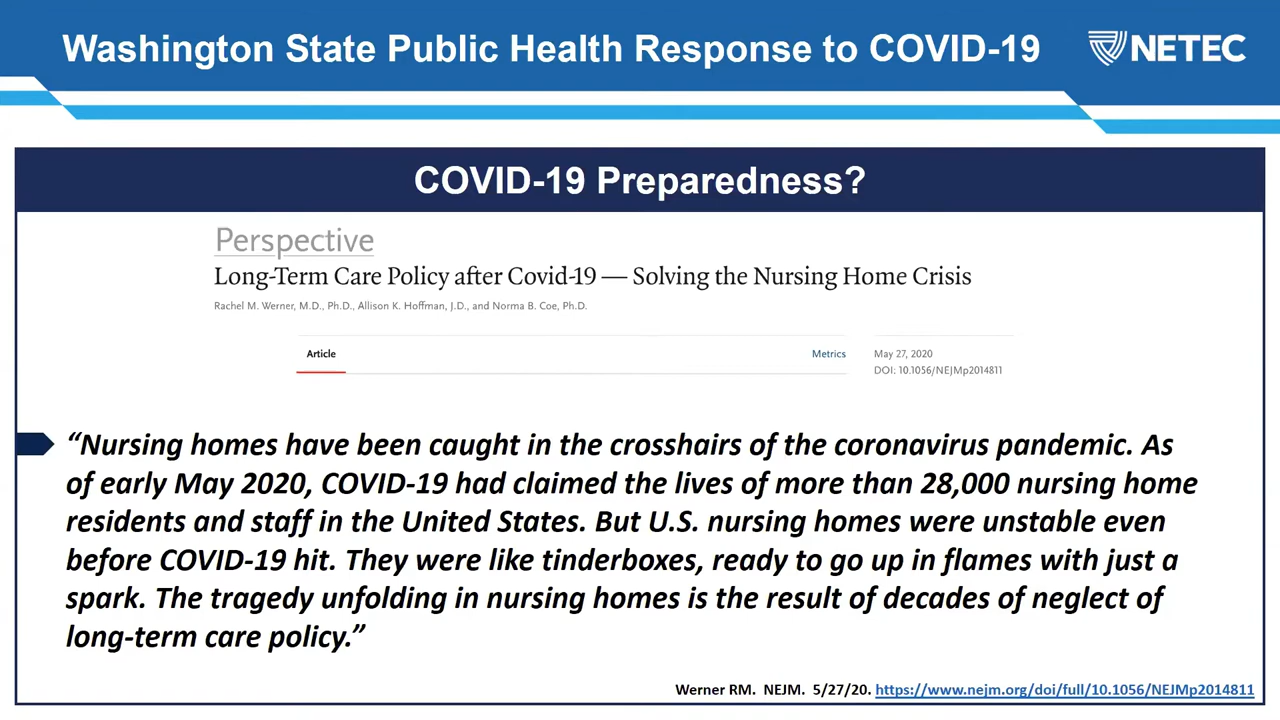 Washington State Public Health Response to COVID-19
NETEC
COVID-19 Preparedness?
Perspective
Long-Term Care Policy after Covid-19 — Solving the Nursing Home Crisis
Rachel M. Werner, M.D., Ph.D., Allison K. Hoffman, J.D., and Norma B. Coe, Ph.D.
Article
Metrics
May 27, 2020
DOI: 10.1056/NEJMp2014811
“Nursing homes have been caught in the crosshairs of the coronavirus pandemic. As
of early May 2020, COVID-19 had claimed the lives of more than 28,000 nursing home
residents and staff in the United States. But U.S. nursing homes were unstable even
before COVID-19 hit. They were like tinderboxes, ready to go up in flames with just a
spark. The tragedy unfolding in nursing homes is the result of decades of neglect of
long-term care policy.”
Werner RM. NEJM. 5/27/20. https://www.nejm.org/doi/full/10.1056/NEJMp2014811